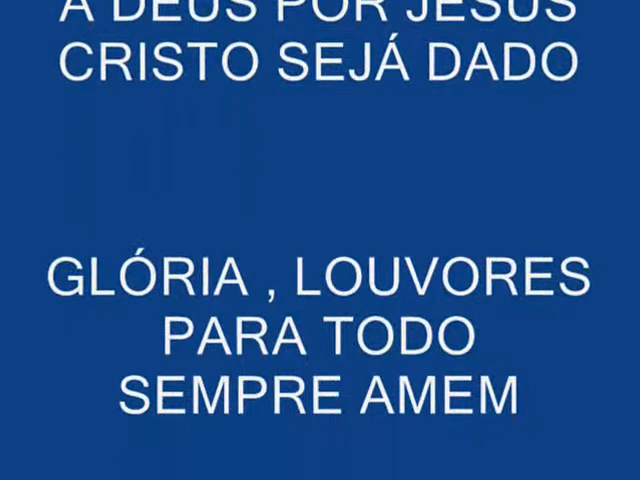 A DEUS POR JESUS
CRISTO SEJÁ DADO
GLÓRIA , LOUVORES
PARA TODO
SEMPRE AMEM